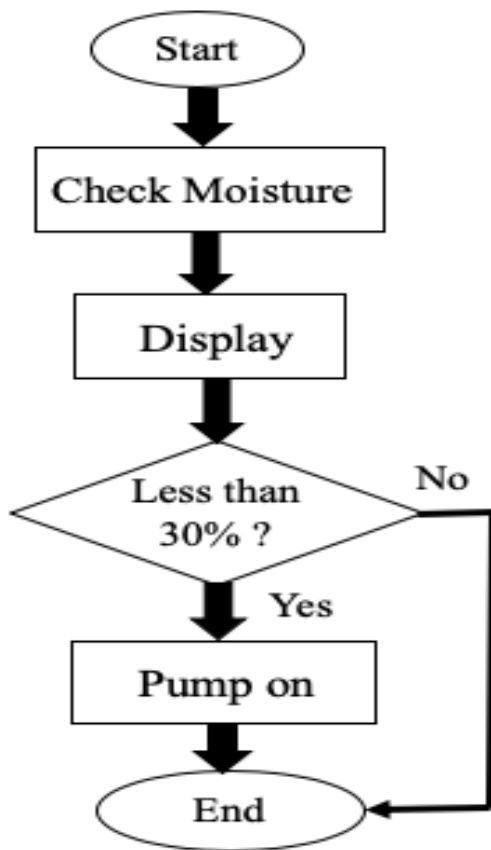 Start
Check Moisture
Display
Less than
30% ?
No
Yes
Pump on
End